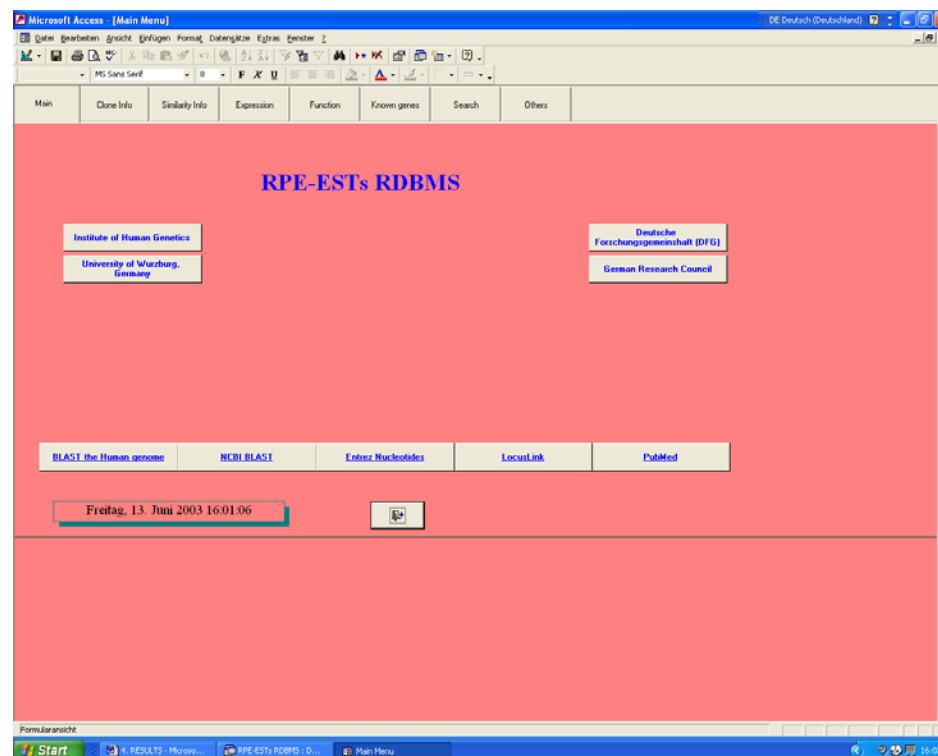 Microsoft Access - [Main Menu]
DE Deutsch (Deutschland)
Datei Bearbeiten Ansicht Einfügen Format Datensätze Extras Fenster ?
MS Sans Serif 8 F K U
Main Clone Info Similarity Info Expression Function Known genes Search Others
RPE-ESTs RDBMS
Institute of Human Genetics
Deutsche
Forschungsgemeinshalt (DFG)
University of Wurzburg,
Germany
German Research Council
BLAST the Human genome NCBI BLAST Entrez Nucleotides LocusLink PubMed
Freitag, 13. Juni 2003 16:01:06
Formularansicht
Start 4. RESULTS - Microso... RPE-ESTs RDBMS : D... Main Menu